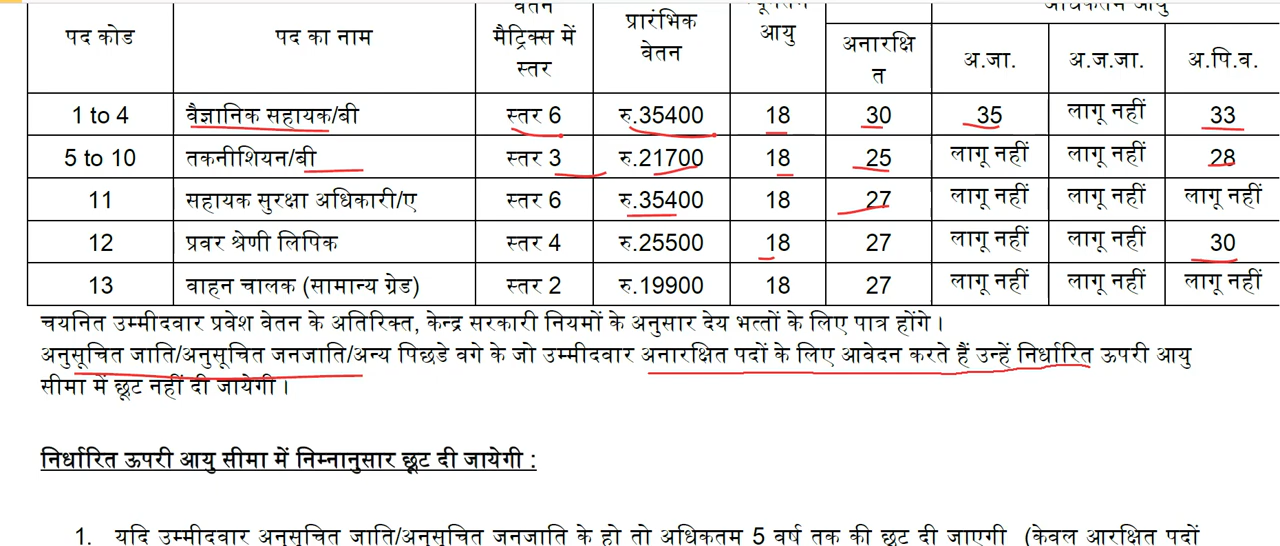 पद कोड पद का नाम वेतन मैट्रिक्स में स्तर प्रारंभिक वेतन आयु अधिकतम आयु
अनारक्षित अ.जा. अ.ज.जा. अ.पि.व.
1 to 4 वैज्ञानिक सहायक/बी स्तर 6 रु.35400 18 30 35 लागू नहीं 33
5 to 10 तकनीशियन/बी स्तर 3 रु.21700 18 25 लागू नहीं लागू नहीं 28
11 सहायक सुरक्षा अधिकारी/ए स्तर 6 रु.35400 18 27 लागू नहीं लागू नहीं लागू नहीं
12 प्रवर श्रेणी लिपिक स्तर 4 रु.25500 18 27 लागू नहीं लागू नहीं 30
13 वाहन चालक (सामान्य ग्रेड) स्तर 2 रु.19900 18 27 लागू नहीं लागू नहीं लागू नहीं
चयनित उम्मीदवार प्रवेश वेतन के अतिरिक्त, केन्द्र सरकारी नियमों के अनुसार देय भत्तों के लिए पात्र होंगे।
अनुसूचित जाति/अनुसूचित जनजाति/अन्य पिछडे वगे के जो उम्मीदवार अनारक्षित पदों के लिए आवेदन करते हैं उन्हें निर्धारित ऊपरी आयु
सीमा में छूट नहीं दी जायेगी।
निर्धारित ऊपरी आयु सीमा में निम्नानुसार छूट दी जायेगी :
1. यदि उम्मीदवार अनुसूचित जाति/अनुसूचित जनजाति के हो तो अधिकतम 5 वर्ष तक की छूट दी जाएगी (केवल आरक्षित पदों